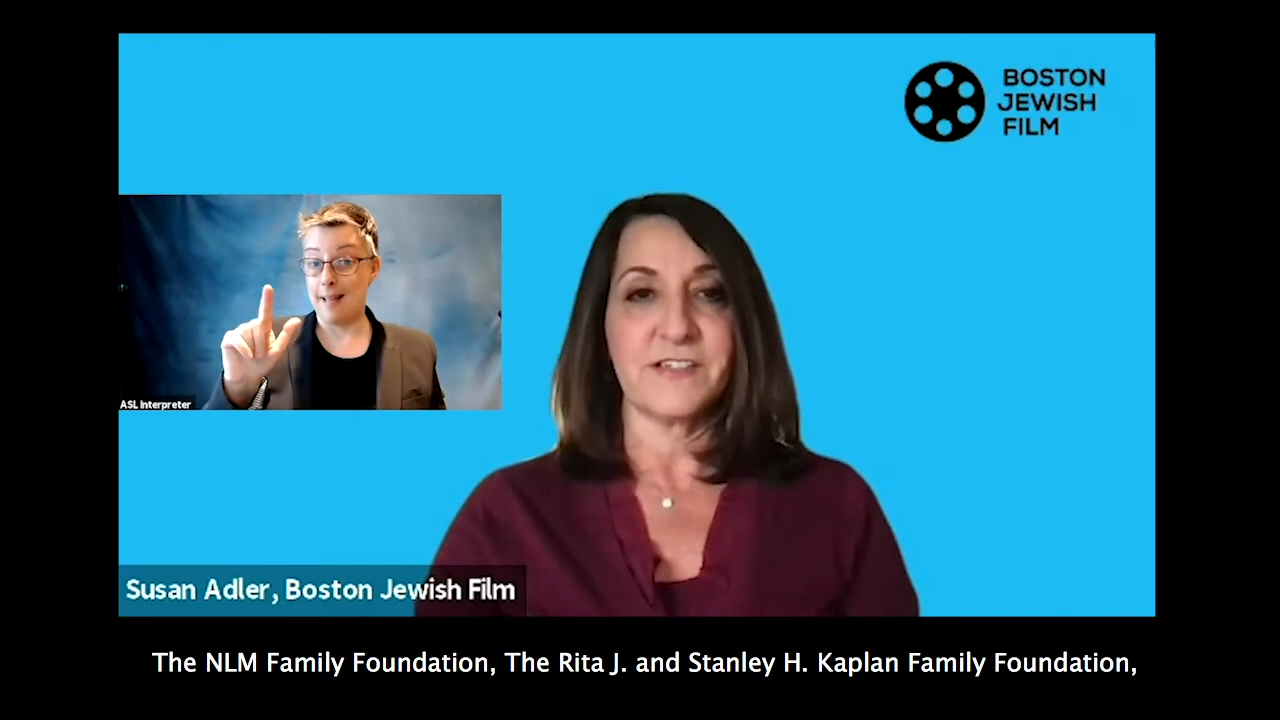 BOSTON
JEWISH
FILM
ASL Interpreter
Susan Adler, Boston Jewish Film
The NLM Family Foundation, The Rita J. and Stanley H. Kaplan Family Foundation,